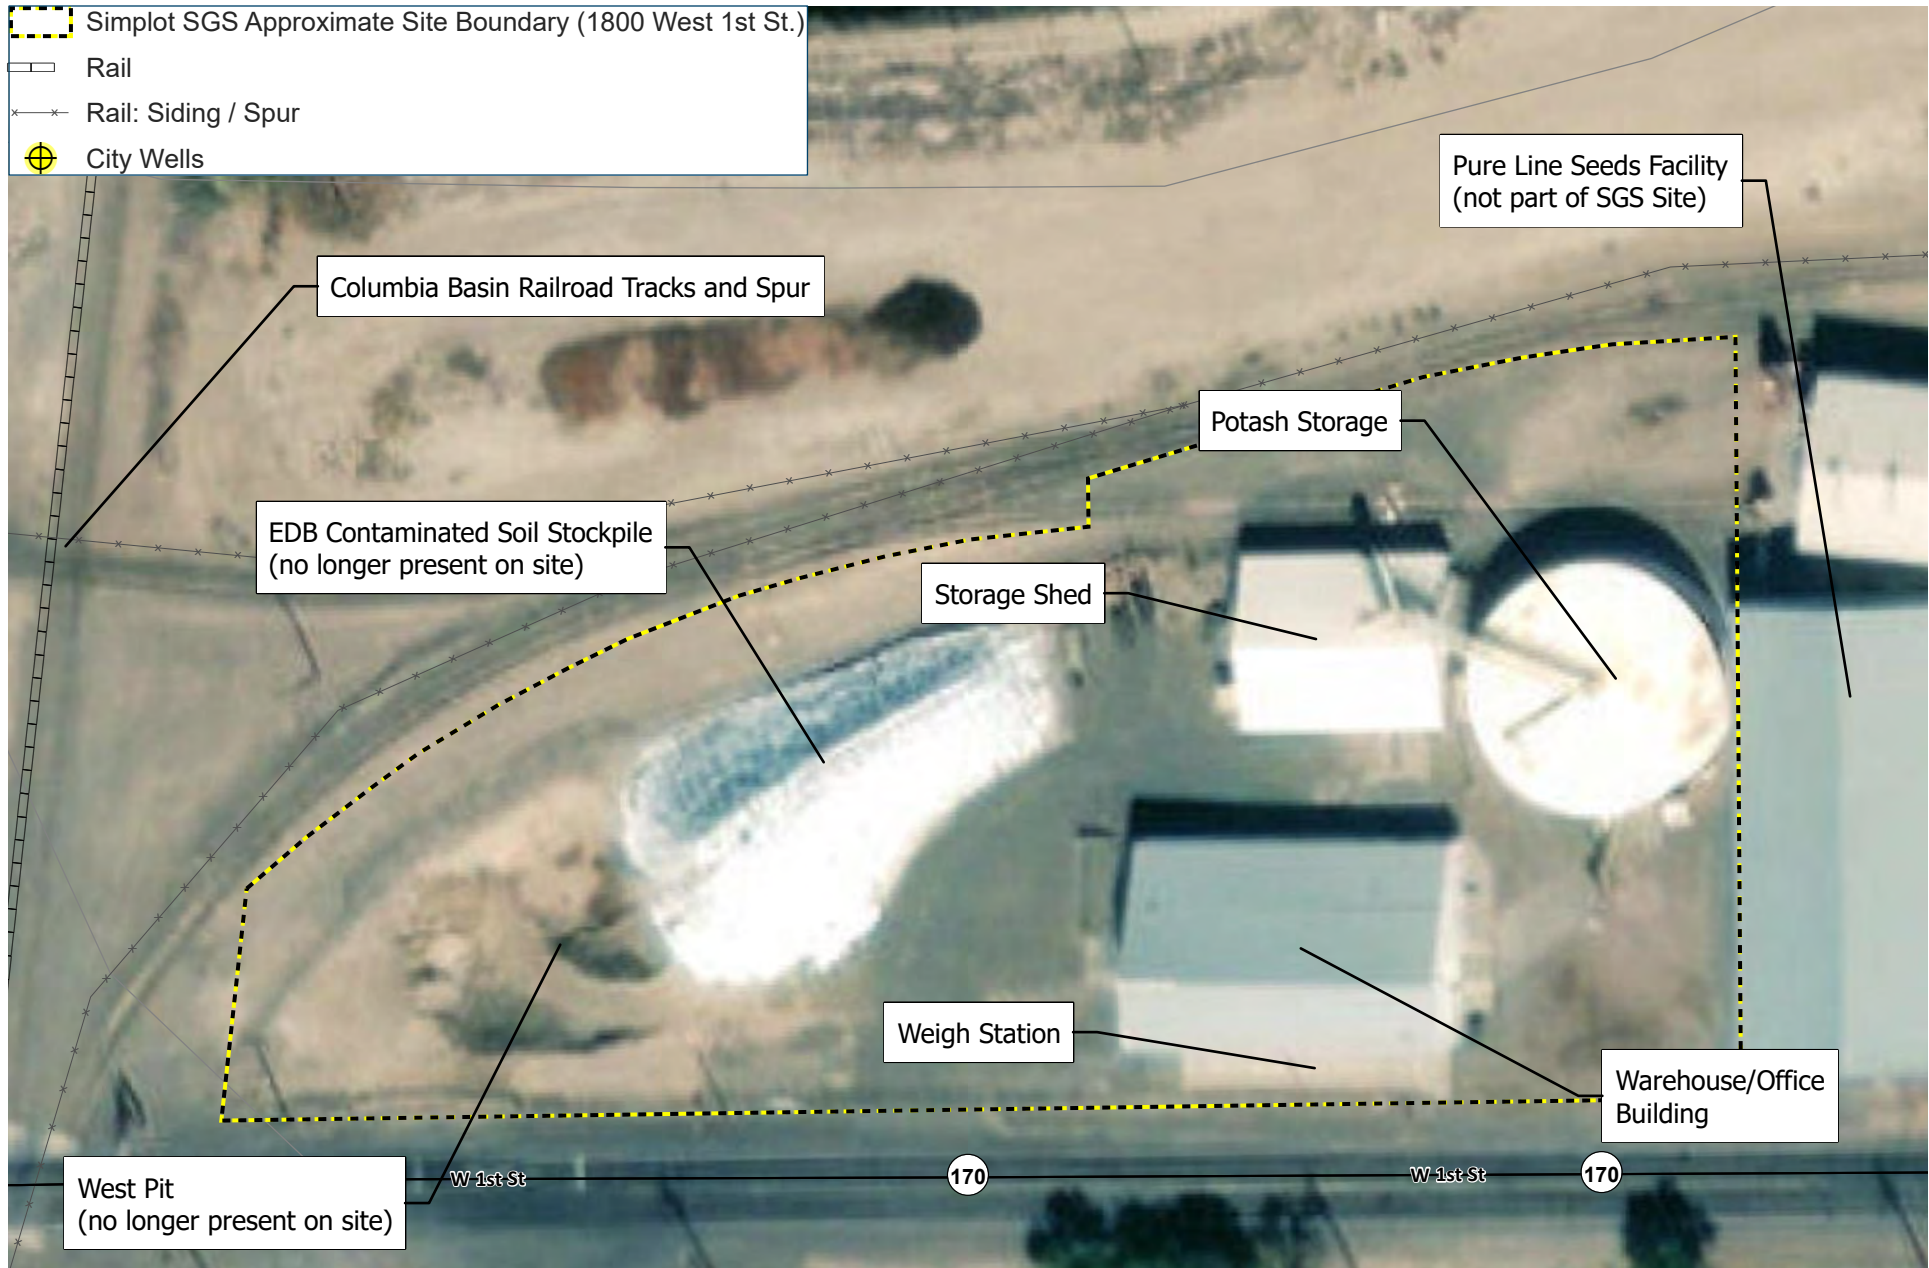 Simplot SGS Approximate Site Boundary (1800 West 1st St.)
Rail
Rail: Siding / Spur
City Wells
Pure Line Seeds Facility
(not part of SGS Site)
Columbia Basin Railroad Tracks and Spur
Potash Storage
EDB Contaminated Soil Stockpile
(no longer present on site)
Storage Shed
Weigh Station
Warehouse/Office
Building
West Pit
(no longer present on site)
W 1st St
170
W 1st St
170